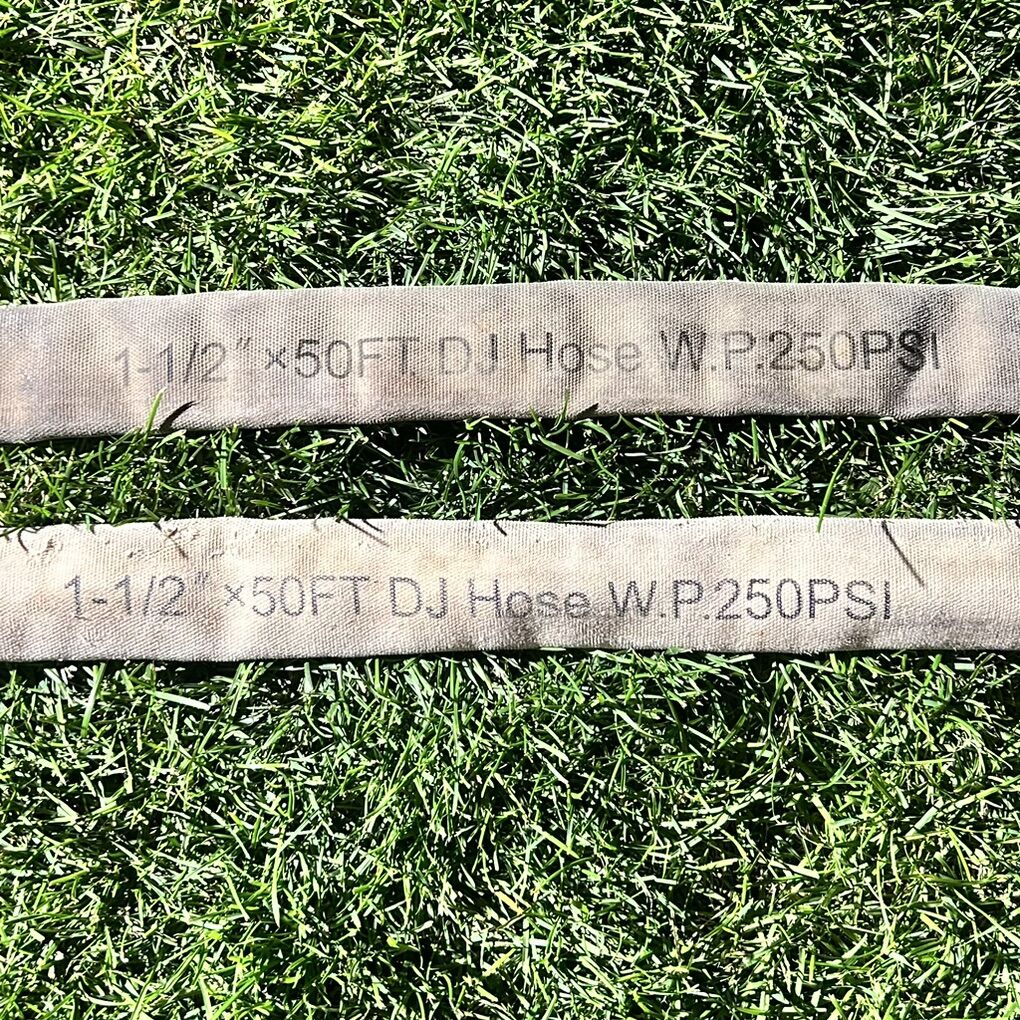 1-1/2" ×50FT DJ Hose W.P.250PSI
1-1/2" ×50FT DJ Hose W.P.250PSI